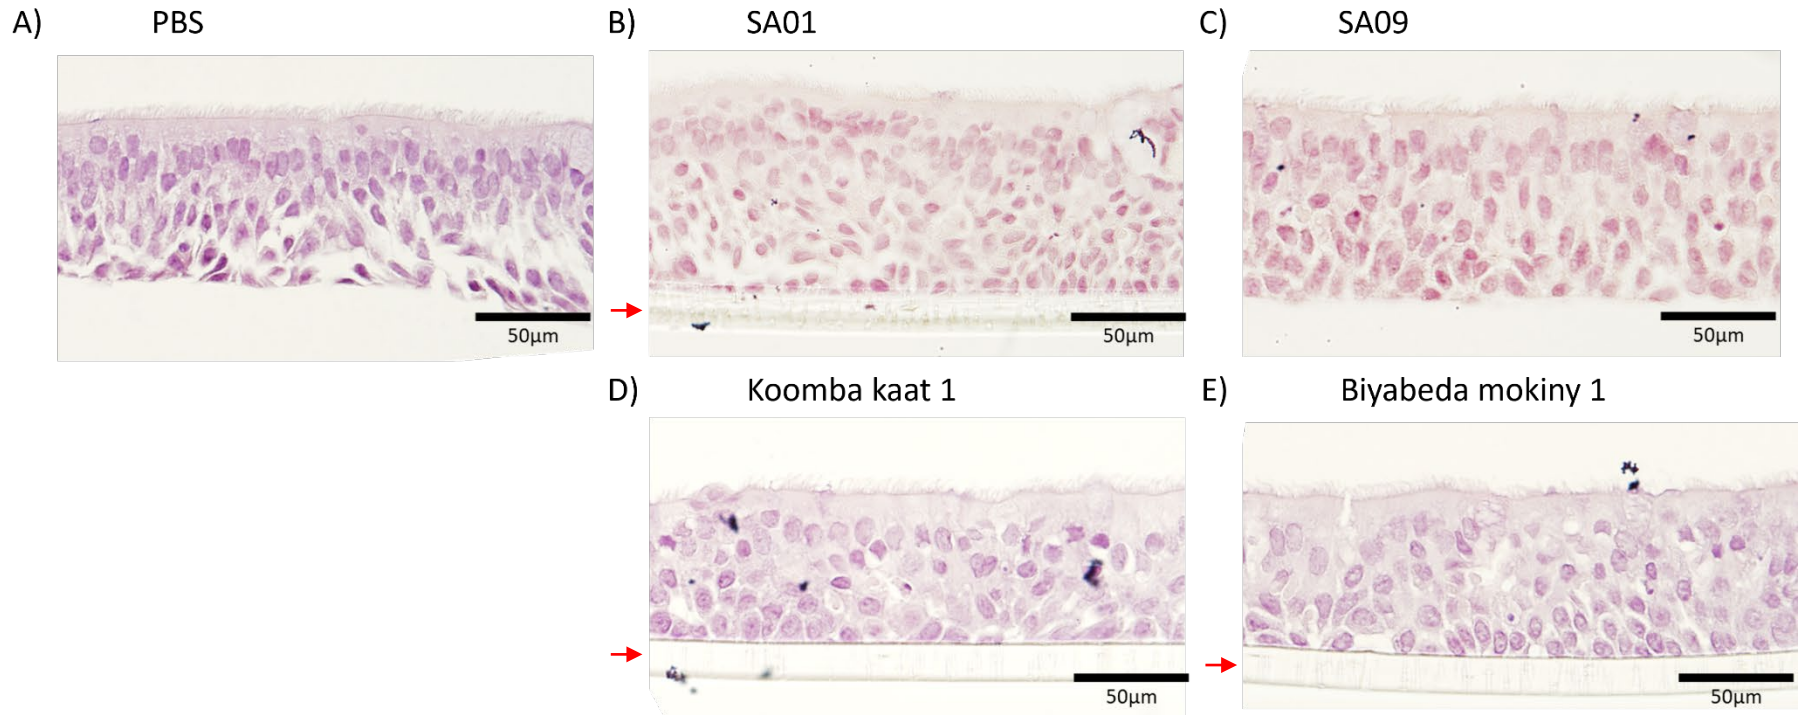 A) PBS
B) SA01
C) SA09
50µm
50µm
50µm
D) Koomba kaat 1
E) Biyabeda mokiny 1
50µm
50µm